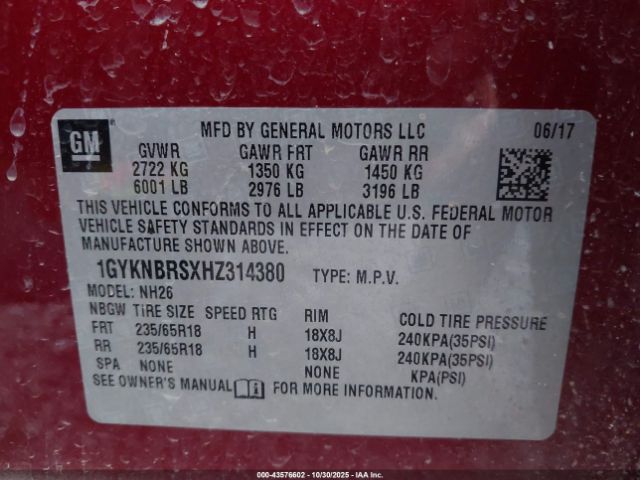 GM
MFD BY GENERAL MOTORS LLC 06/17
GVWR GAWR FRT GAWR RR
2722 KG 1350 KG 1450 KG
6001 LB 2976 LB 3196 LB
THIS VEHICLE CONFORMS TO ALL APPLICABLE U.S. FEDERAL MOTOR
VEHICLE SAFETY STANDARDS IN EFFECT ON THE DATE OF
MANUFACTURE SHOWN ABOVE.
1GYKNBRSXHZ314380 TYPE: M.P.V.
MODEL: NH26
NBGW TIRE SIZE SPEED RTG RIM COLD TIRE PRESSURE
FRT 235/65R18 H 18X8J 240KPA(35PSI)
RR 235/65R18 H 18X8J 240KPA(35PSI)
SPA NONE NONE KPA(PSI)
SEE OWNER'S MANUAL FOR MORE INFORMATION.
000-43576602 - 10/30/2025 - IAA Inc.